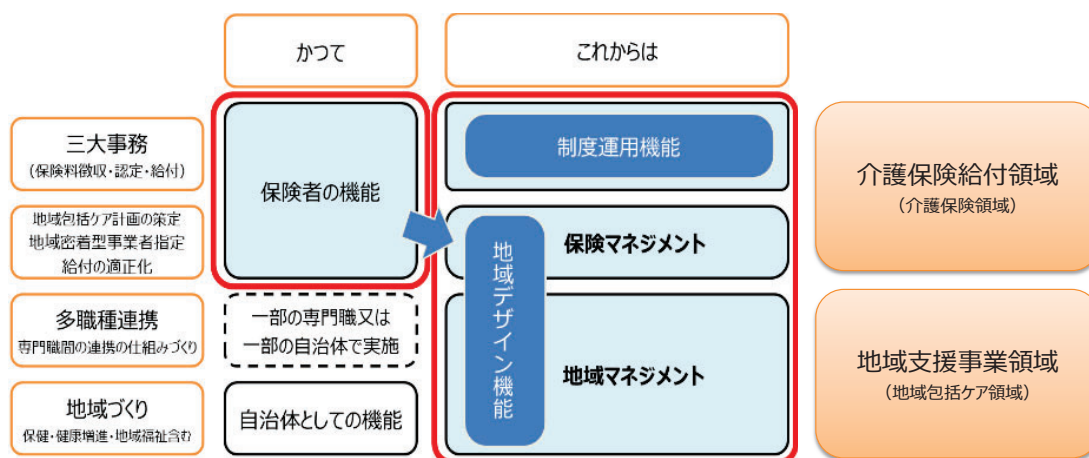 かつて
これからは
三大事務
（保険料徴収・認定・給付）
保険者の機能
制度運用機能
介護保険給付領域
（介護保険領域）
地域包括ケア計画の策定
地域密着型事業者指定
給付の適正化
保険マネジメント
地域デザイン機能
多職種連携
専門職間の連携の仕組みづくり
一部の専門職又は
一部の自治体で実施
地域マネジメント
地域支援事業領域
（地域包括ケア領域）
地域づくり
保健・健康増進・地域福祉含む
自治体としての機能